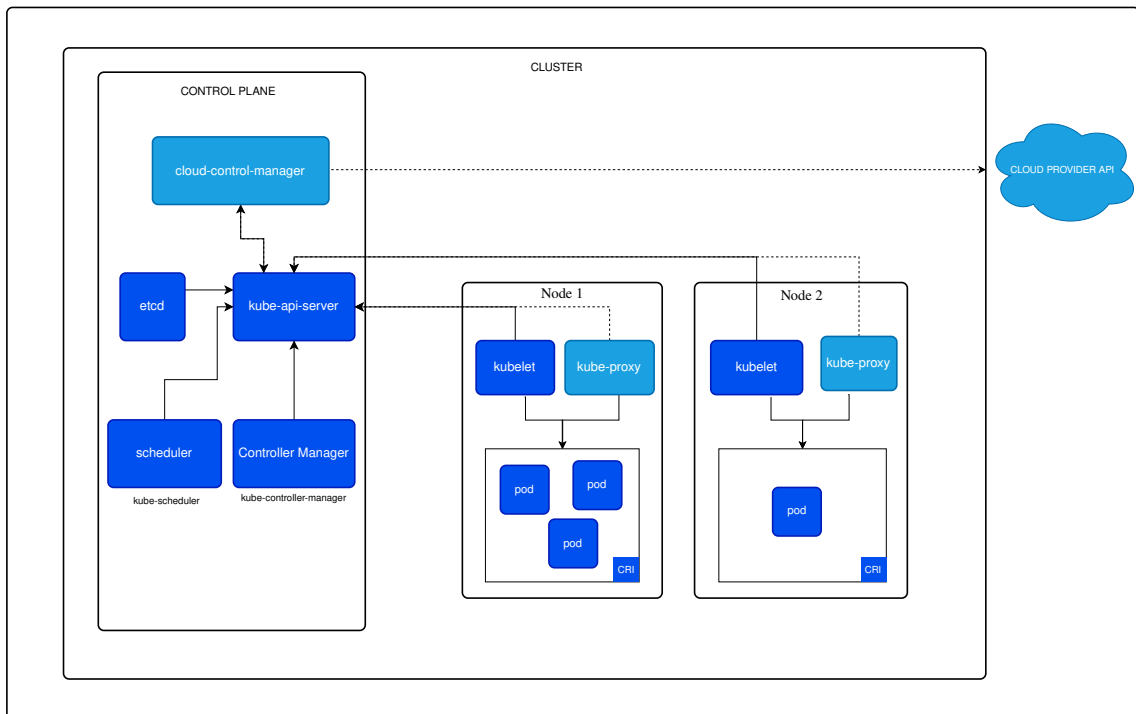 CLUSTER
CONTROL PLANE
cloud-control-manager
CLOUD PROVIDER API
etcd
kube-api-server
scheduler
kube-scheduler
Controller Manager
kube-controller-manager
Node 1
kubelet
kube-proxy
pod
pod
pod
CRI
Node 2
kubelet
kube-proxy
pod
CRI